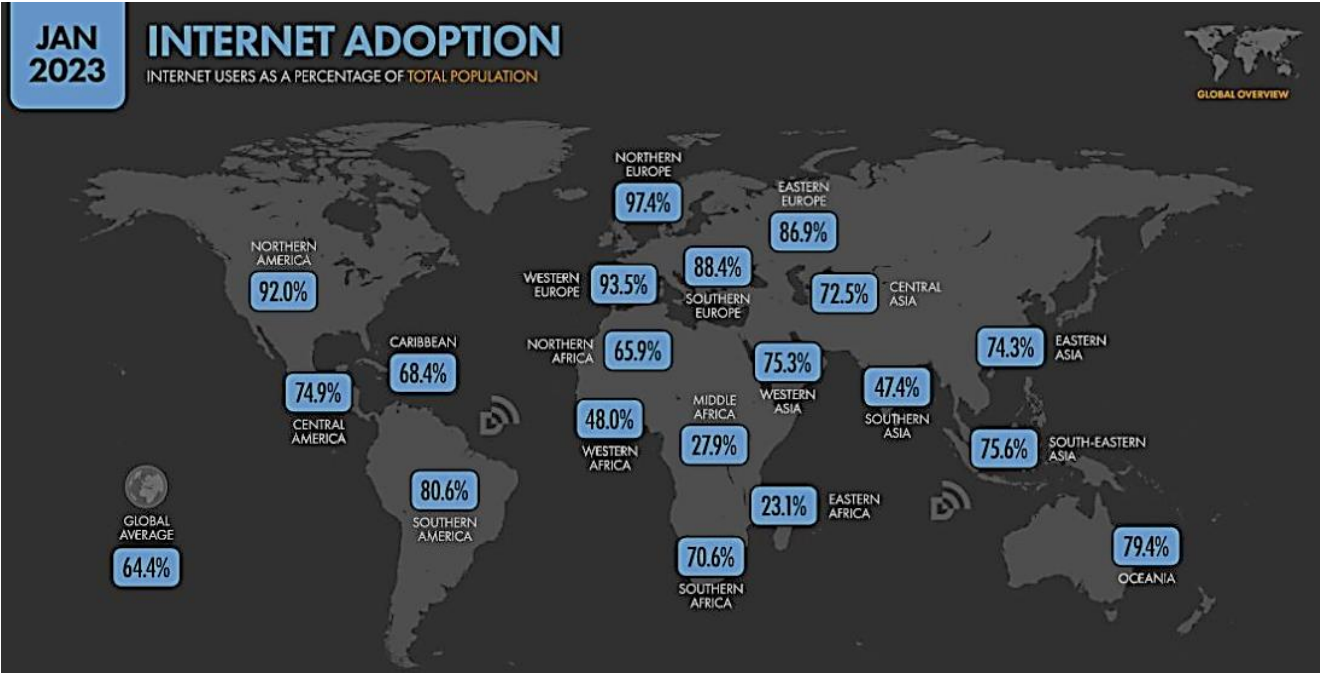 JAN
2023
INTERNET ADOPTION
INTERNET USERS AS A PERCENTAGE OF TOTAL POPULATION
GLOBAL OVERVIEW
NORTHERN
EUROPE
97.4%
EASTERN
EUROPE
86.9%
NORTHERN
AMERICA
92.0%
WESTERN
EUROPE
93.5%
88.4%
SOUTHERN
EUROPE
72.5%
CENTRAL
ASIA
CARIBBEAN
68.4%
NORTHERN
AFRICA
65.9%
75.3%
WESTERN
ASIA
74.3%
EASTERN
ASIA
74.9%
CENTRAL
AMERICA
48.0%
WESTERN
AFRICA
MIDDLE
AFRICA
27.9%
47.4%
SOUTHERN
ASIA
75.6%
SOUTH-EASTERN
ASIA
80.6%
SOUTHERN
AMERICA
23.1%
EASTERN
AFRICA
GLOBAL
AVERAGE
64.4%
70.6%
SOUTHERN
AFRICA
79.4%
OCEANIA